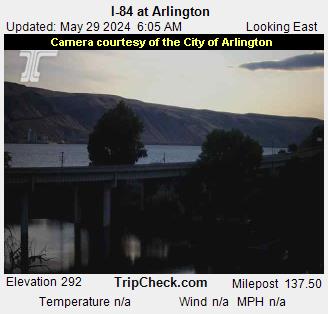 I-84 at Arlington
Updated: May 29 2024 6:05 AM Looking East
Camera courtesy of the City of Arlington
Elevation 292 TripCheck.com Milepost 137.50
Temperature n/a Wind n/a MPH n/a